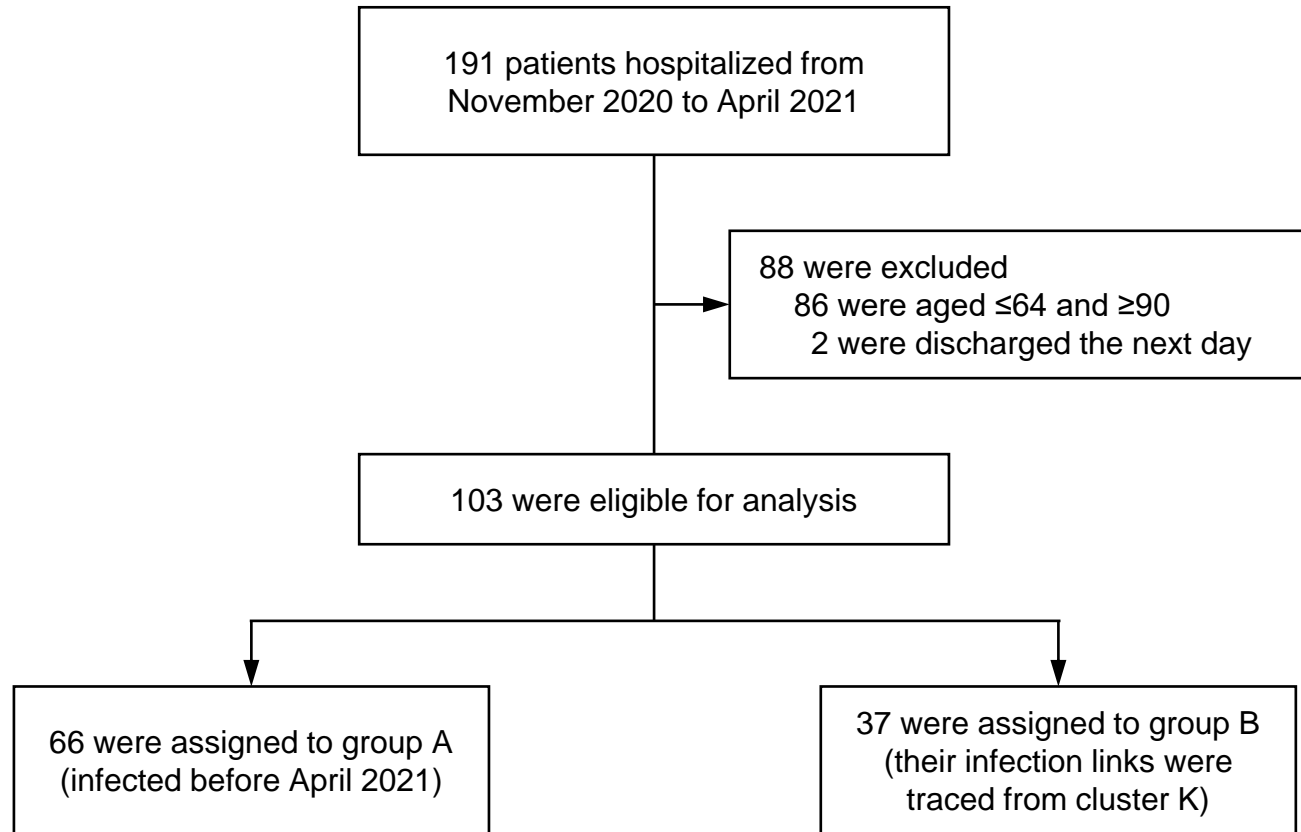 191 patients hospitalized from
November 2020 to April 2021
88 were excluded
86 were aged ≤64 and ≥90
2 were discharged the next day
103 were eligible for analysis
66 were assigned to group A
(infected before April 2021)
37 were assigned to group B
(their infection links were
traced from cluster K)